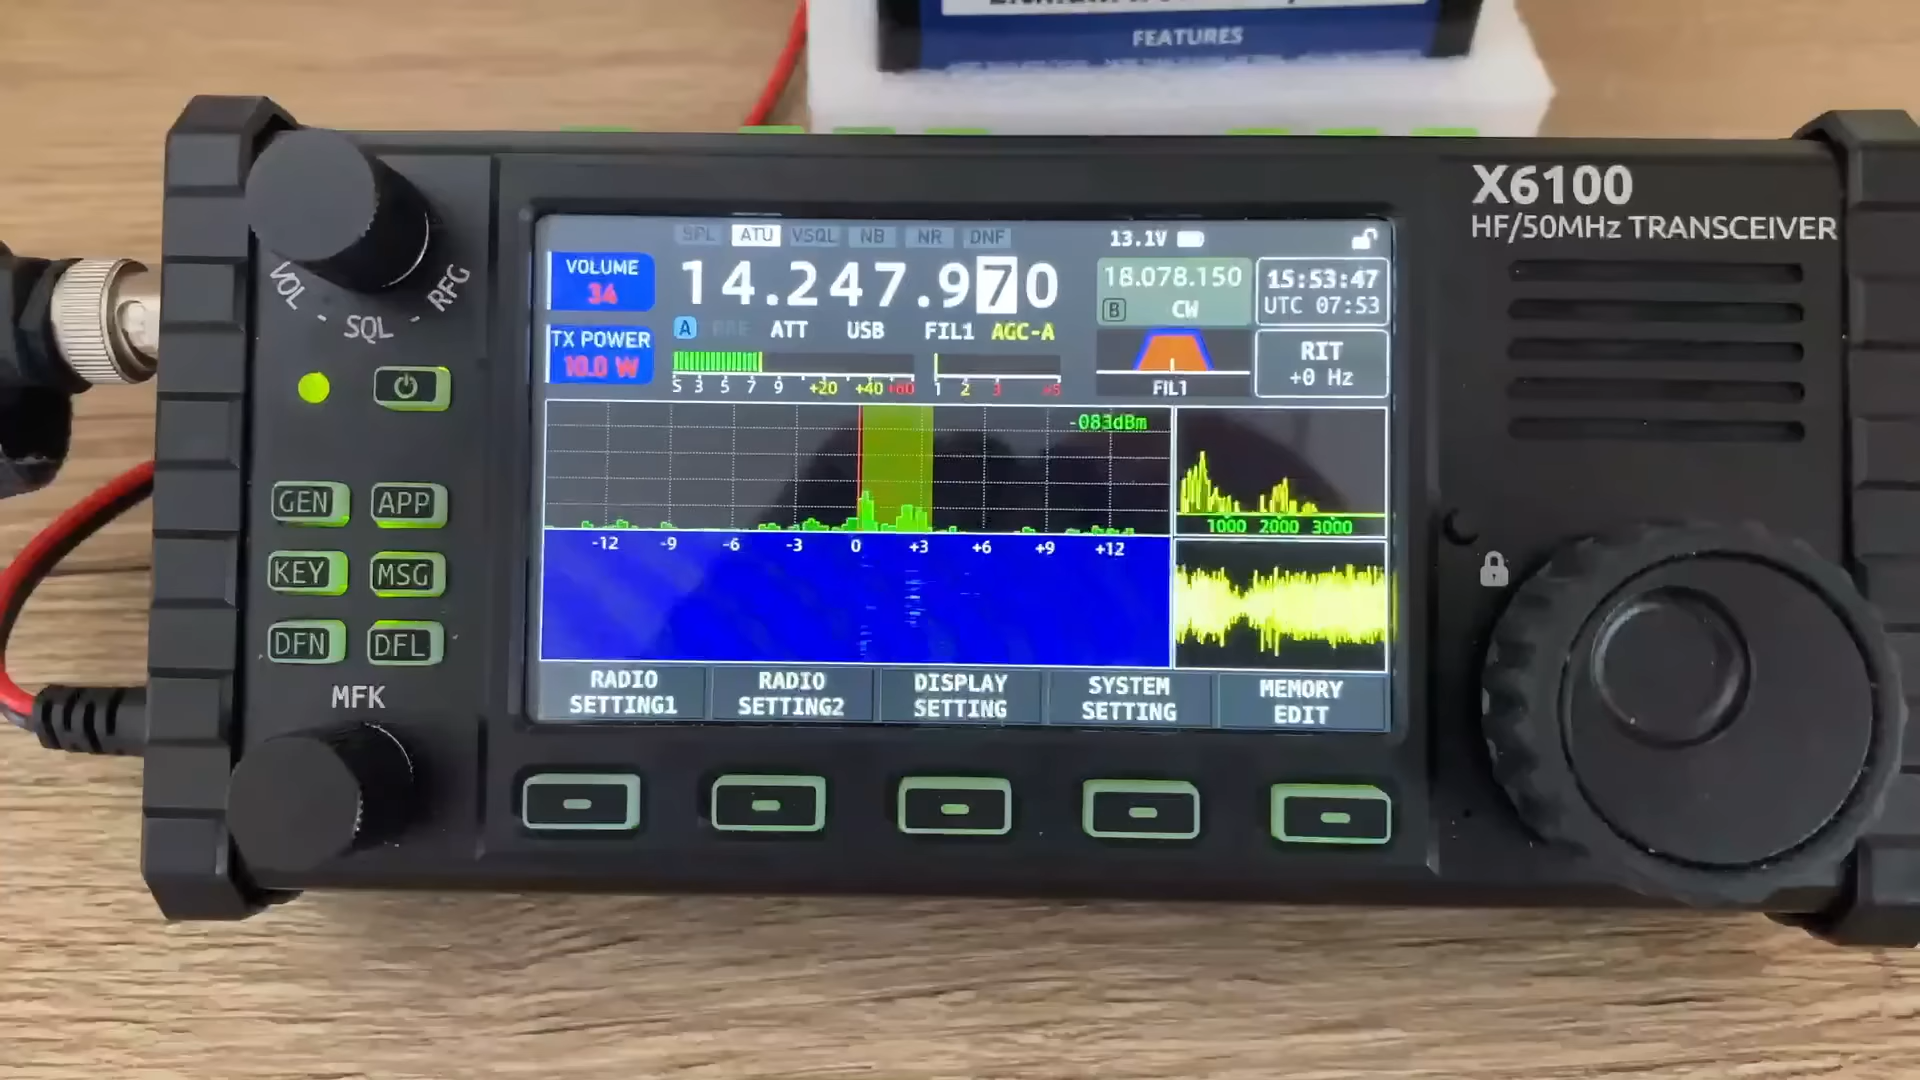 FEATURES
X6100
HF/50MHz TRANSCEIVER
SPL ATU VSQL NB NR DNF
13.1V
VOLUME
34
14.247.970
18.078.150
B CW
15:53:47
UTC 07:53
TX POWER
10.0 W
A PRE ATT USB FIL1 AGC-A
S 3 5 7 9 +20 +40 +60
1 2 3 +5
FIL1
RIT
+0 Hz
-083dBm
1000 2000 3000
-12 -9 -6 -3 0 +3 +6 +9 +12
RADIO
SETTING1
RADIO
SETTING2
DISPLAY
SETTING
SYSTEM
SETTING
MEMORY
EDIT
VOL - SQL - RFG
GEN APP
KEY MSG
DFN DFL
MFK